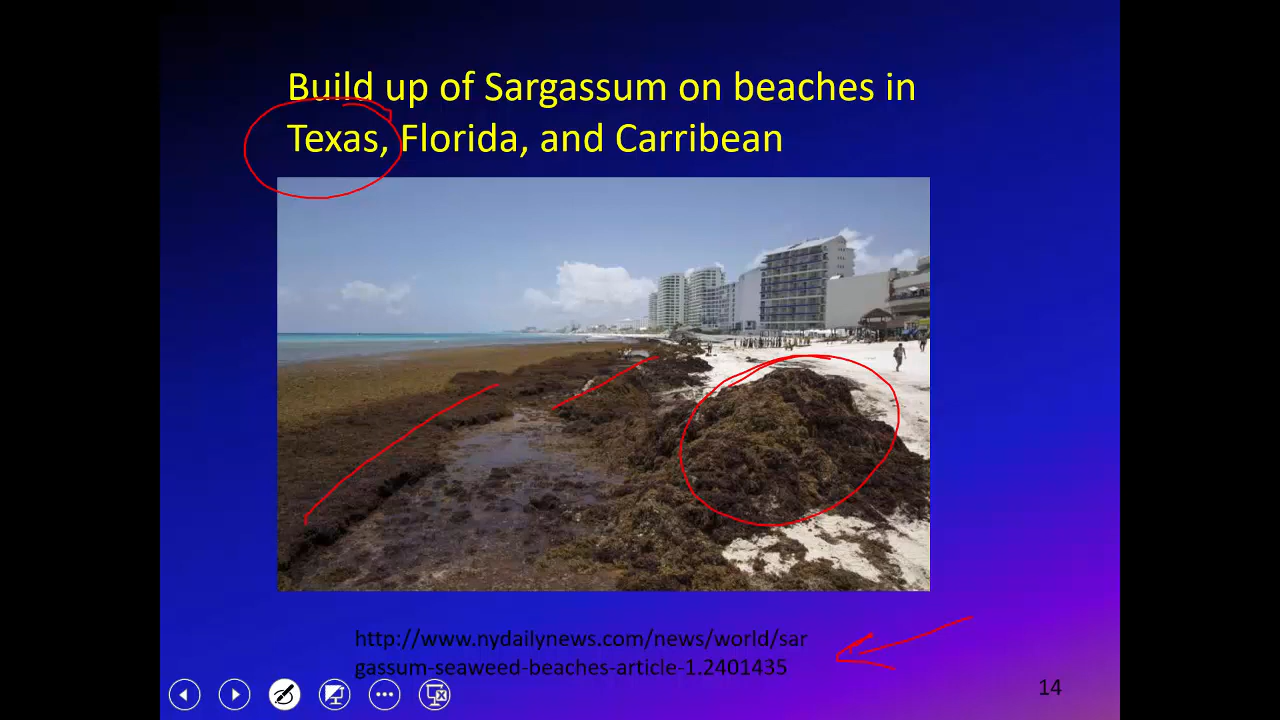 Build up of Sargassum on beaches in
Texas, Florida, and Carribean
http://www.nydailynews.com/news/world/sar
gassum-seaweed-beaches-article-1.2401435
14